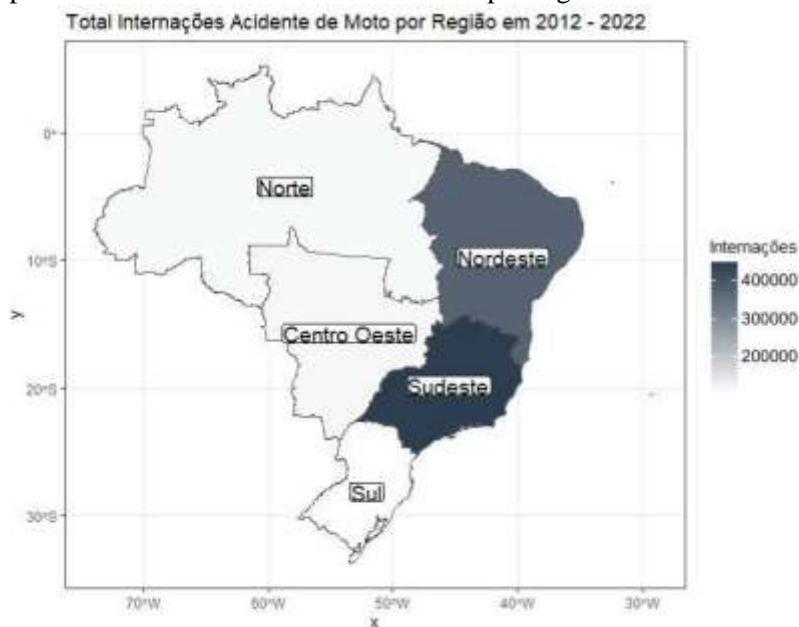 Total Internações Acidente de Moto por Região em 2012 - 2022
0°
Norte
10°S
Nordeste
Centro Oeste
20°S
Sudeste
Sul
30°S
y
70°W
60°W
50°W
40°W
30°W
x
Internações
400000
300000
200000